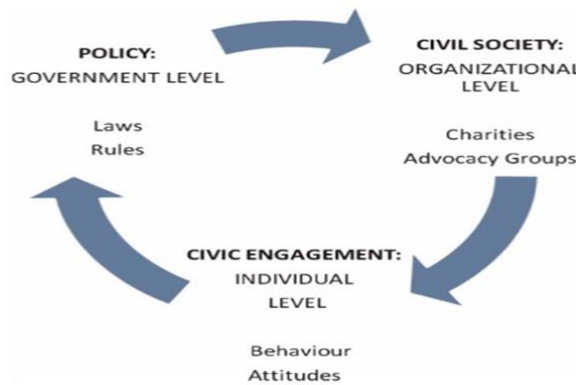 POLICY:
GOVERNMENT LEVEL
Laws
Rules
CIVIL SOCIETY:
ORGANIZATIONAL
LEVEL
Charities
Advocacy Groups
CIVIC ENGAGEMENT:
INDIVIDUAL
LEVEL
Behaviour
Attitudes